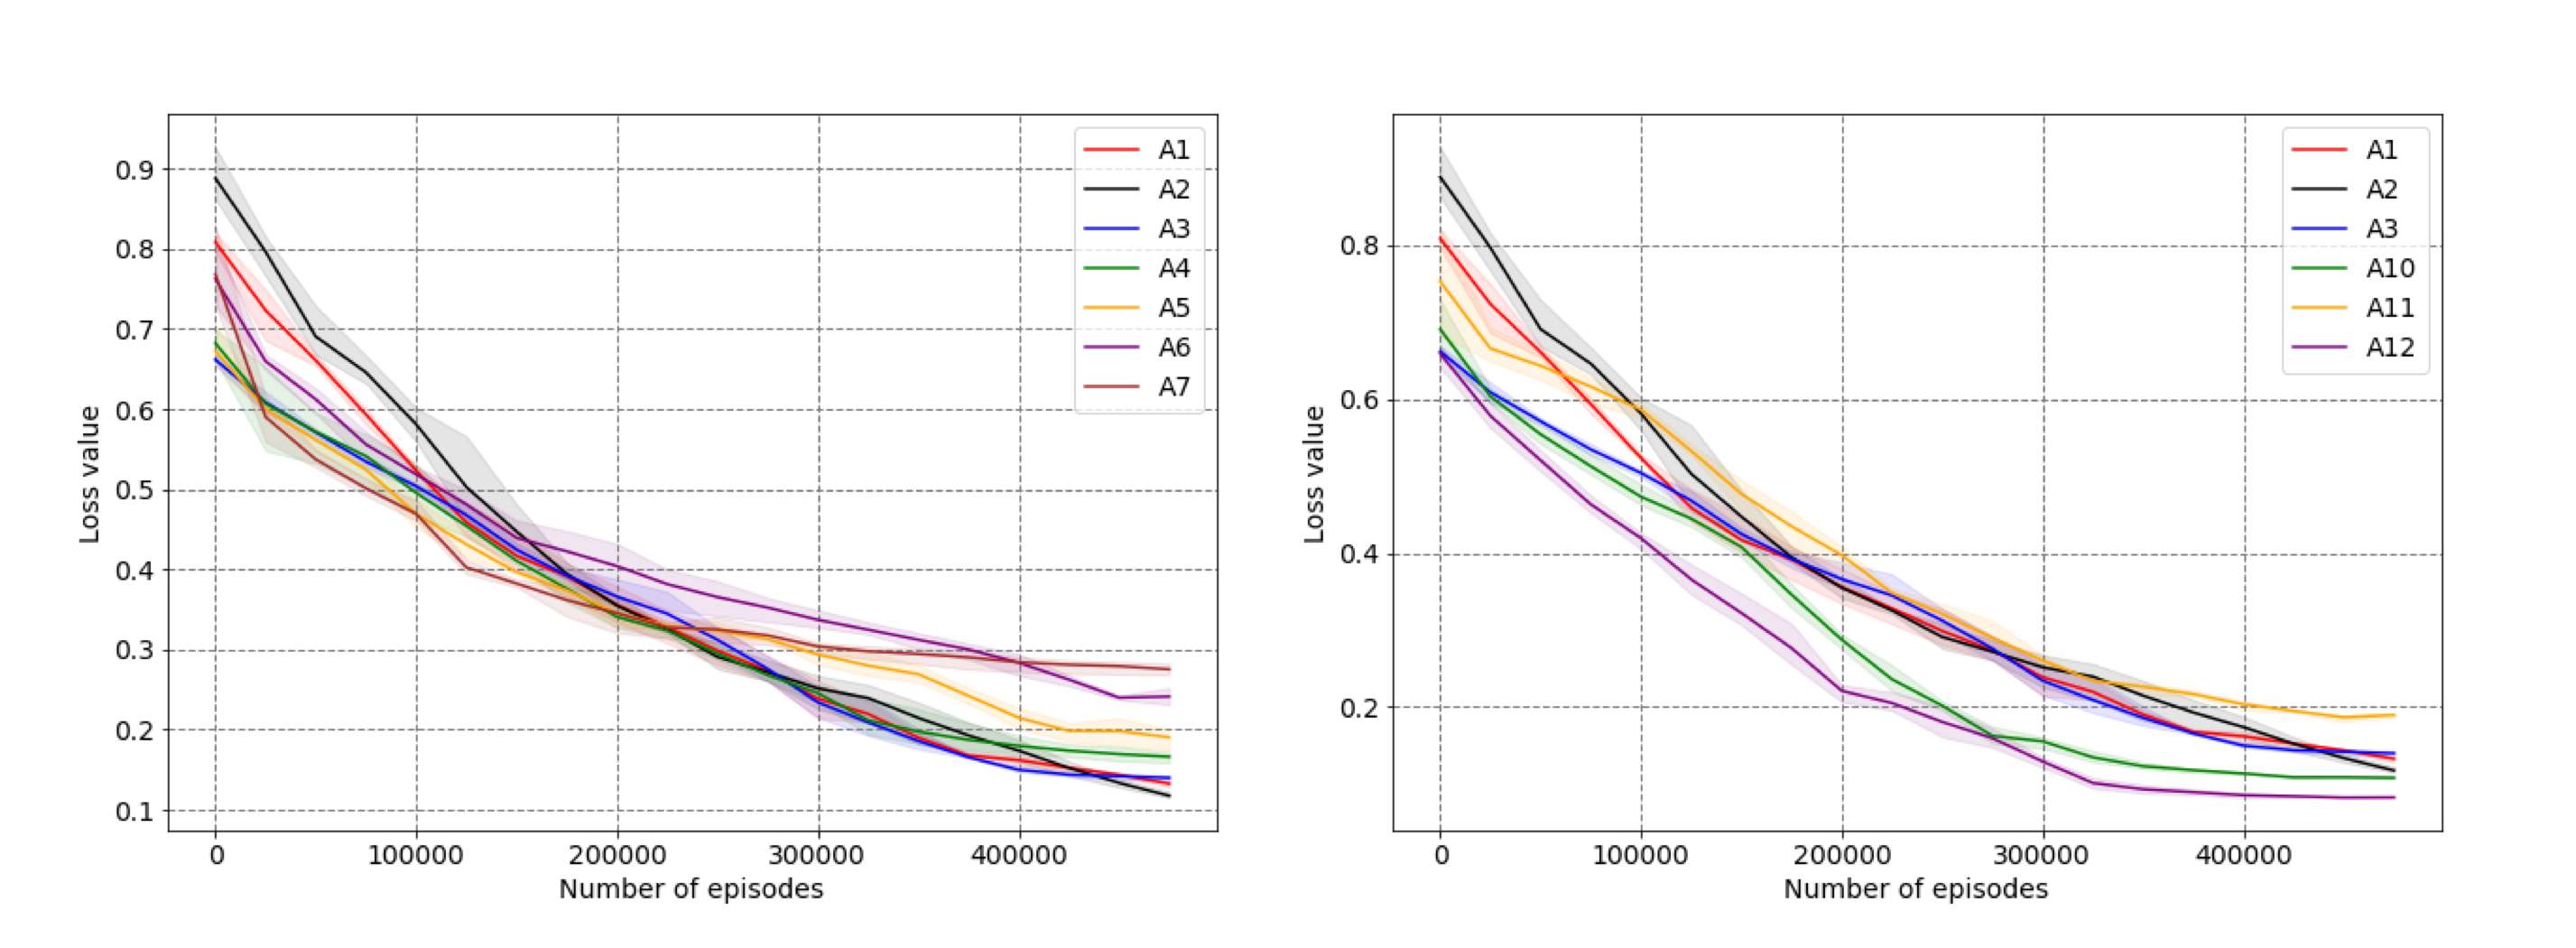 0.9
0.8
0.7
0.6
0.5
0.4
0.3
0.2
0.1
Loss value
0 100000 200000 300000 400000
Number of episodes
A1
A2
A3
A4
A5
A6
A7
0.8
0.6
0.4
0.2
Loss value
0 100000 200000 300000 400000
Number of episodes
A1
A2
A3
A10
A11
A12